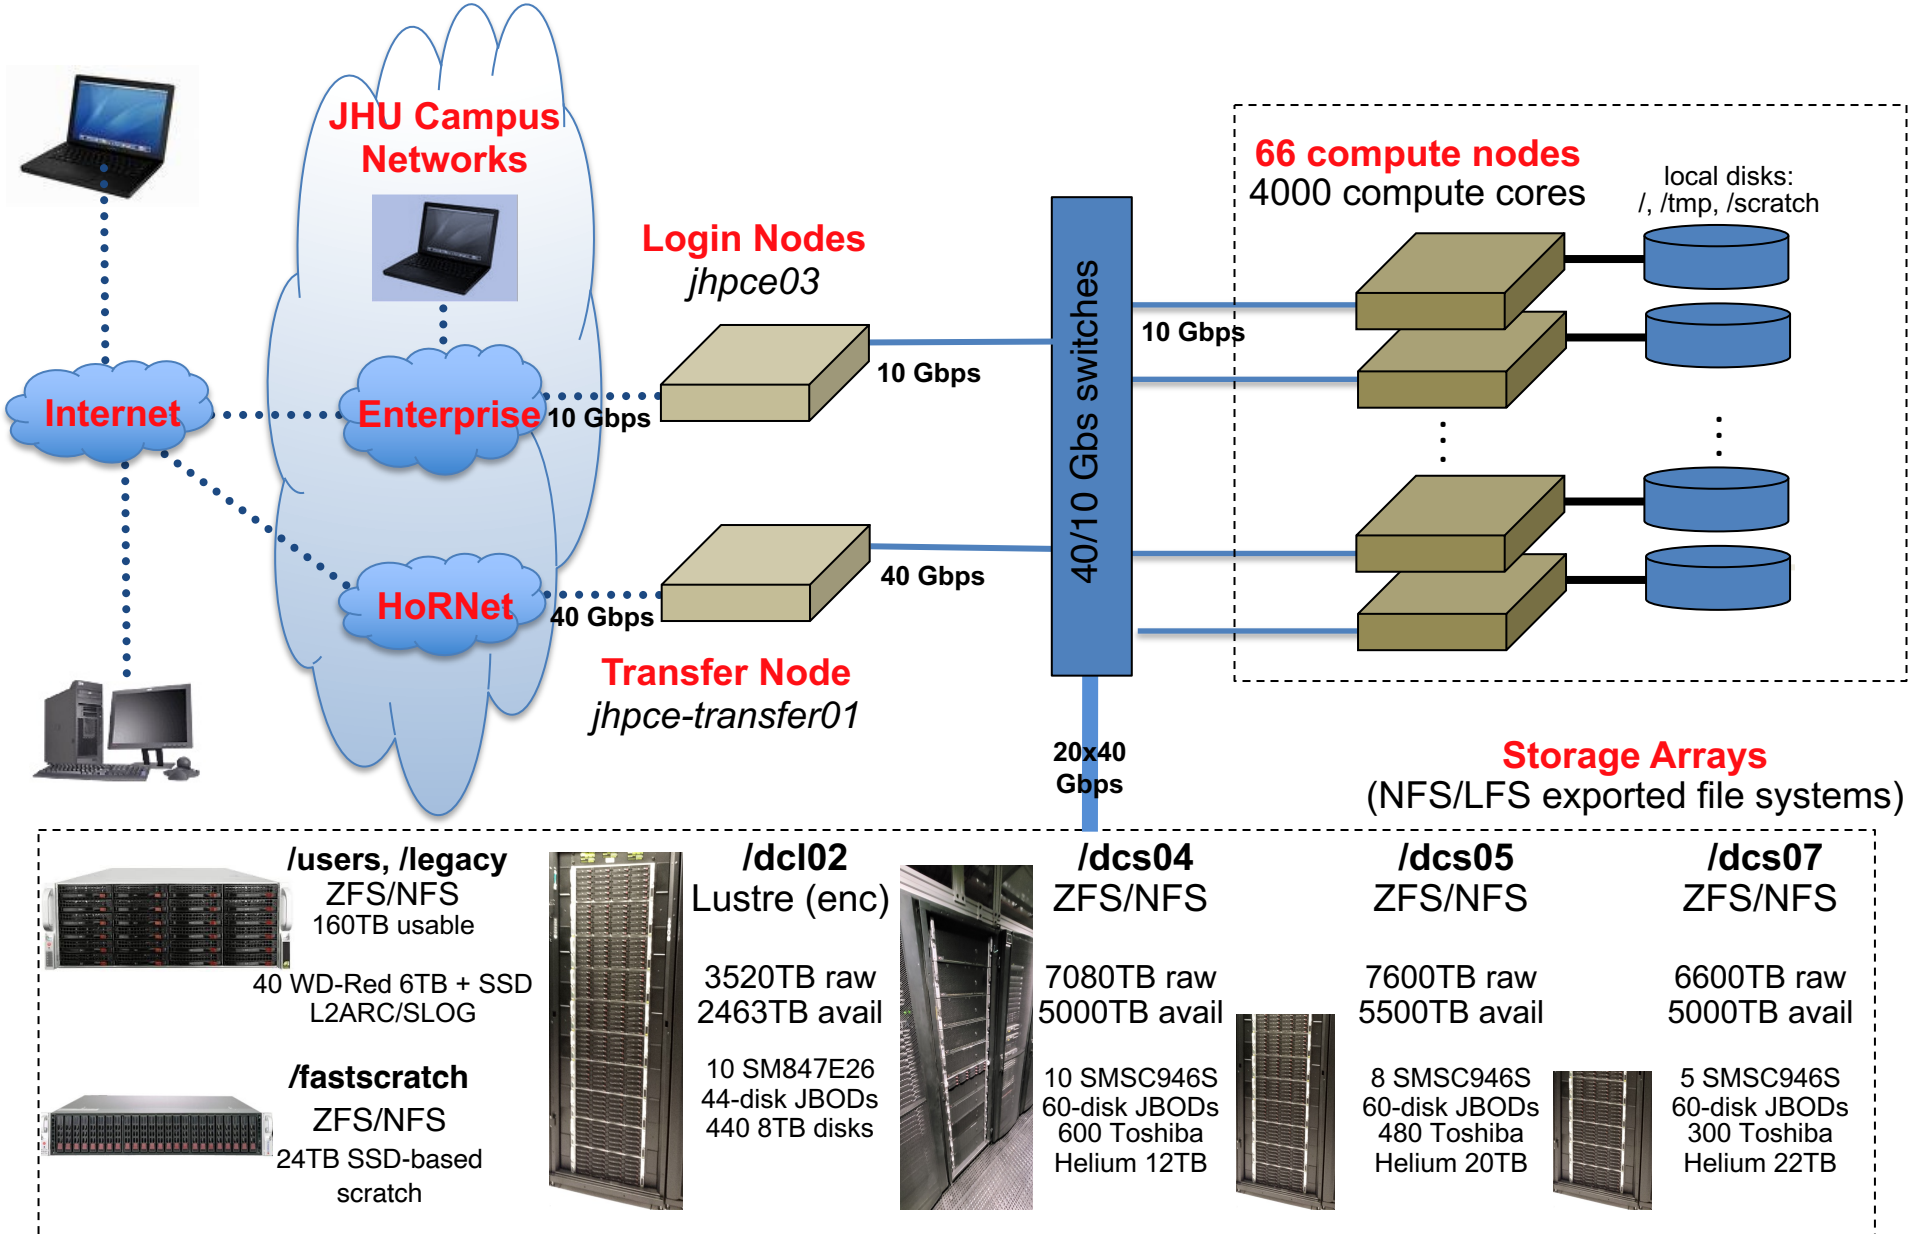 JHU Campus
Networks
Internet
Enterprise
HoRNet
10 Gbps
40 Gbps
Login Nodes
jhpce03
10 Gbps
Transfer Node
jhpce-transfer01
40 Gbps
40/10 Gbs switches
10 Gbps
20x40
Gbps
66 compute nodes
4000 compute cores
local disks:
/, /tmp, /scratch
Storage Arrays
(NFS/LFS exported file systems)
/users, /legacy
ZFS/NFS
160TB usable
40 WD-Red 6TB + SSD
L2ARC/SLOG
/fastscratch
ZFS/NFS
24TB SSD-based
scratch
/dcl02
Lustre (enc)
3520TB raw
2463TB avail
10 SM847E26
44-disk JBODs
440 8TB disks
/dcs04
ZFS/NFS
7080TB raw
5000TB avail
10 SMSC946S
60-disk JBODs
600 Toshiba
Helium 12TB
/dcs05
ZFS/NFS
7600TB raw
5500TB avail
8 SMSC946S
60-disk JBODs
480 Toshiba
Helium 20TB
/dcs07
ZFS/NFS
6600TB raw
5000TB avail
5 SMSC946S
60-disk JBODs
300 Toshiba
Helium 22TB